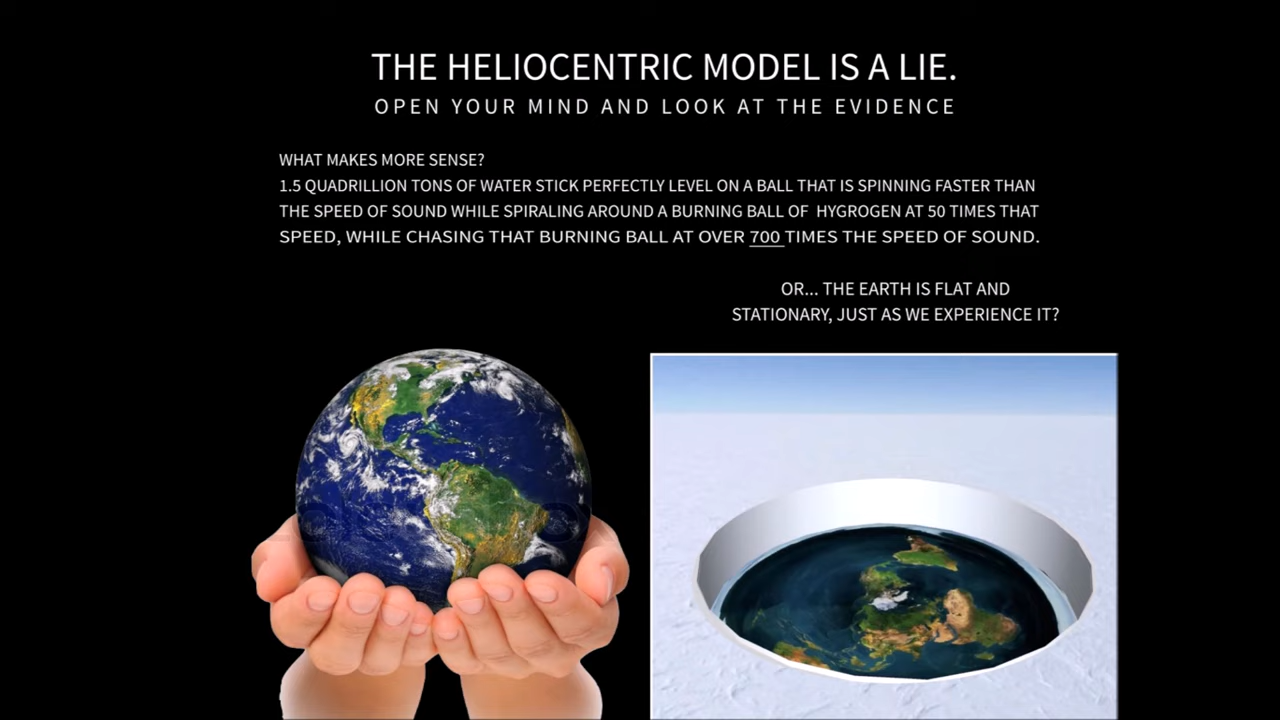 THE HELIOCENTRIC MODEL IS A LIE.
OPEN YOUR MIND AND LOOK AT THE EVIDENCE
WHAT MAKES MORE SENSE?
1.5 QUADRILLION TONS OF WATER STICK PERFECTLY LEVEL ON A BALL THAT IS SPINNING FASTER THAN
THE SPEED OF SOUND WHILE SPIRALING AROUND A BURNING BALL OF HYGROGEN AT 50 TIMES THAT
SPEED, WHILE CHASING THAT BURNING BALL AT OVER 700 TIMES THE SPEED OF SOUND.
OR... THE EARTH IS FLAT AND
STATIONARY, JUST AS WE EXPERIENCE IT?